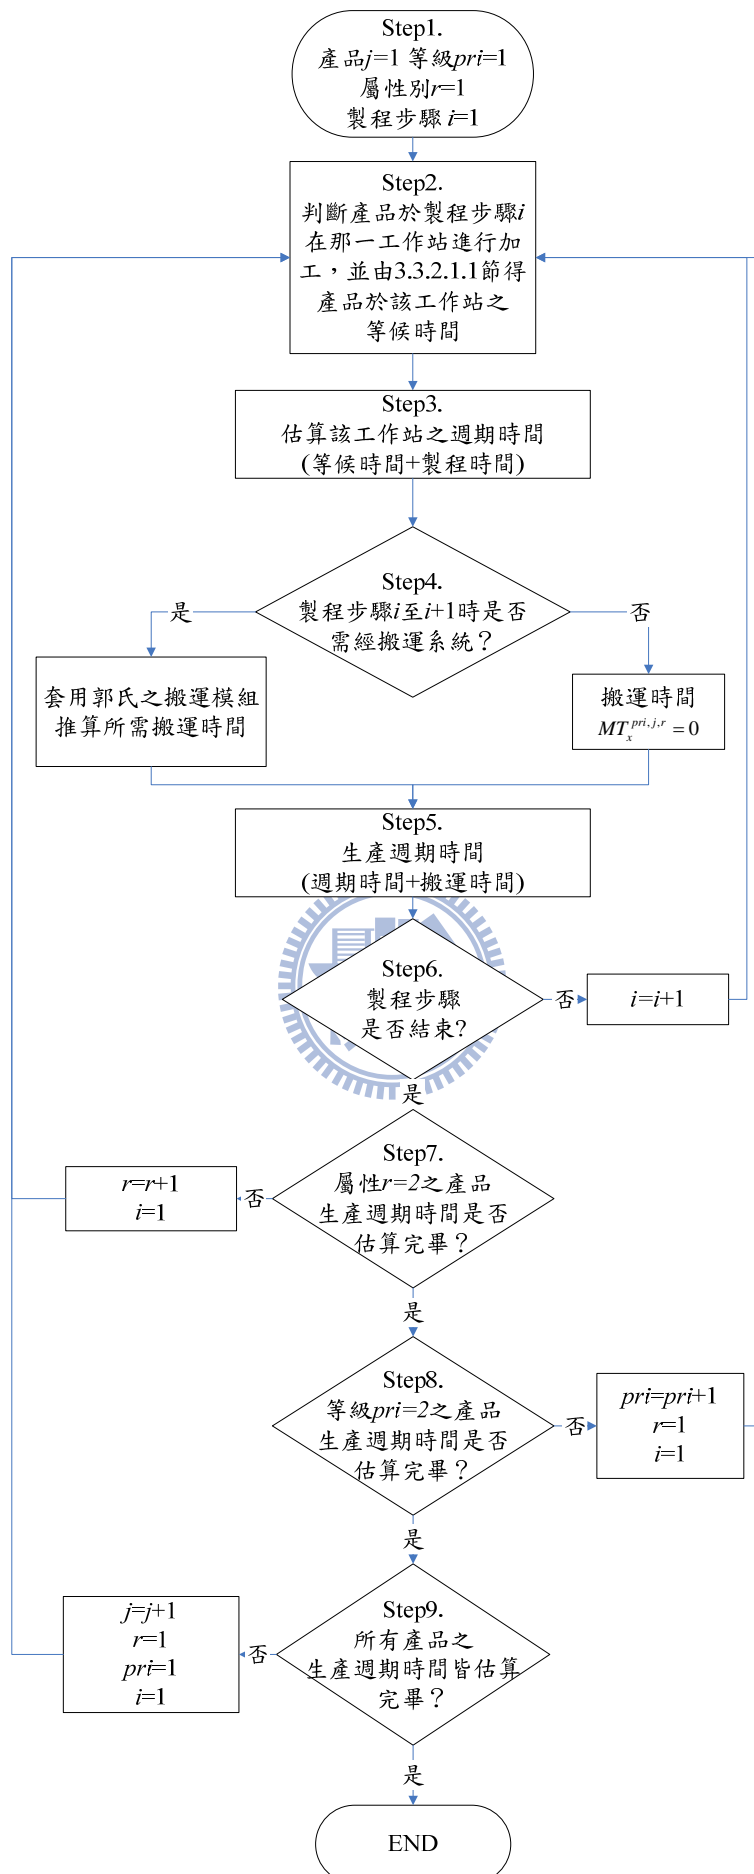 Step1.
產品j=1 等級pri=1
屬性別r=1
製程步驟 i=1
Step2.
判斷產品於製程步驟i
在那一工作站進行加
工，並由3.3.2.1.1節得
產品於該工作站之
等候時間
Step3.
估算該工作站之週期時間
(等候時間+製程時間)
Step4.
製程步驟i至i+1時是否
需經搬運系統？
是
否
套用郭氏之搬運模組
推算所需搬運時間
搬運時間
MT_x^{pri,j,r} = 0
Step5.
生產週期時間
(週期時間+搬運時間)
Step6.
製程步驟
是否結束?
否
i=i+1
是
Step7.
屬性r=2之產品
生產週期時間是否
估算完畢？
否
r=r+1
i=1
是
Step8.
等級pri=2之產品
生產週期時間是否
估算完畢？
否
pri=pri+1
r=1
i=1
是
Step9.
所有產品之
生產週期時間皆估算
完畢？
否
j=j+1
r=1
pri=1
i=1
是
END